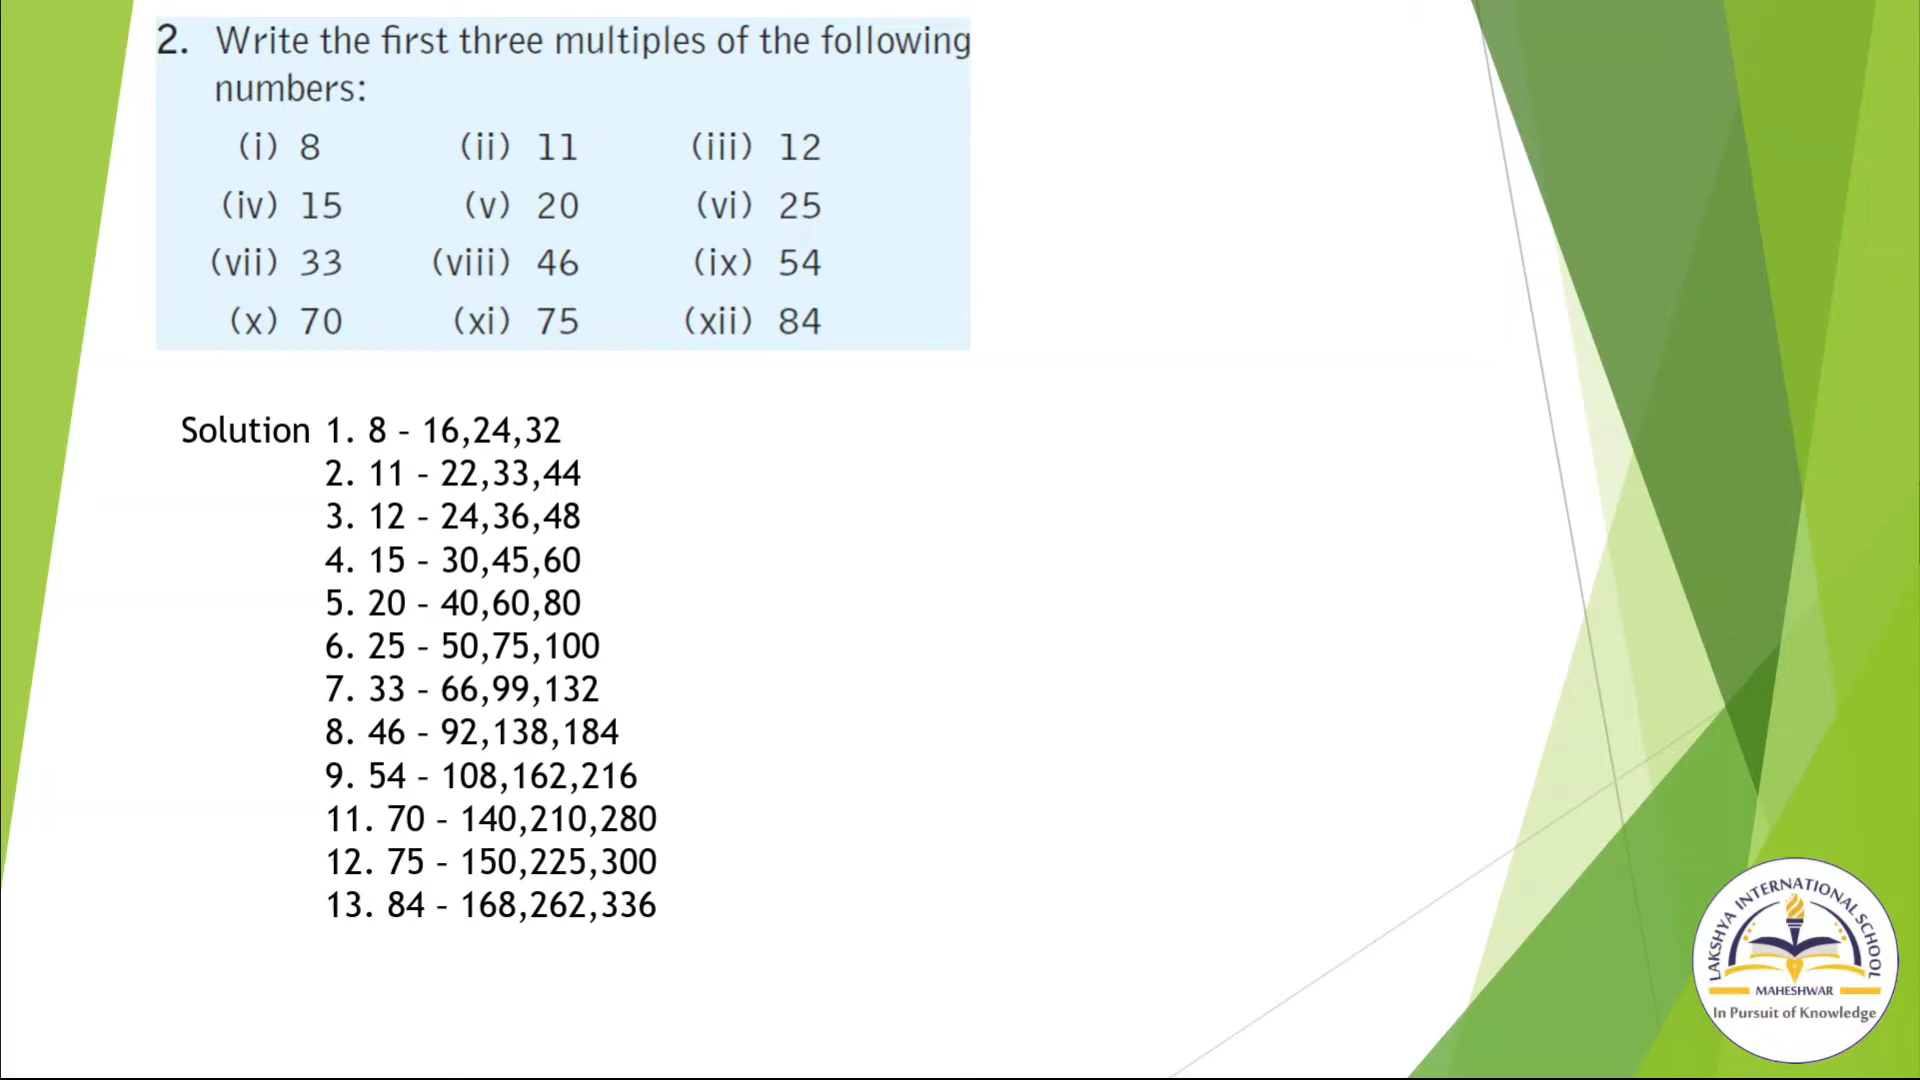 2. Write the first three multiples of the following
numbers:
(i) 8 (ii) 11 (iii) 12
(iv) 15 (v) 20 (vi) 25
(vii) 33 (viii) 46 (ix) 54
(x) 70 (xi) 75 (xii) 84
Solution 1. 8 - 16,24,32
2. 11 - 22,33,44
3. 12 - 24,36,48
4. 15 - 30,45,60
5. 20 - 40,60,80
6. 25 - 50,75,100
7. 33 - 66,99,132
8. 46 - 92,138,184
9. 54 - 108,162,216
11. 70 - 140,210,280
12. 75 - 150,225,300
13. 84 - 168,262,336
LAKSHYA INTERNATIONAL SCHOOL
MAHESHWAR
In Pursuit of Knowledge